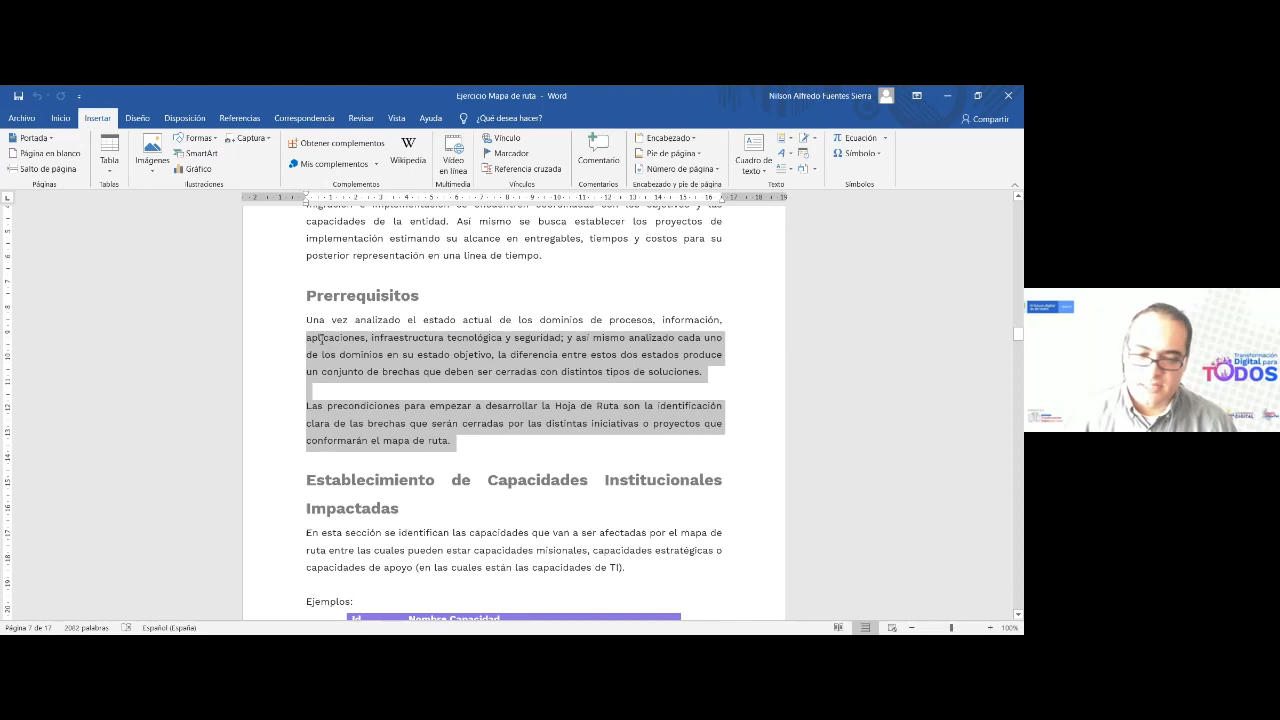 Ejercicio Mapa de ruta - Word
Nilson Alfredo Fuentes Sierra
Archivo Inicio Insertar Diseño Disposición Referencias Correspondencia Revisar Vista Ayuda ¿Qué desea hacer? Compartir
Portada
Página en blanco
Salto de página
Páginas
Tabla
Tablas
Imágenes
Formas
SmartArt
Gráfico
Captura
Ilustraciones
Obtener complementos
Mis complementos
Wikipedia
Complementos
Vídeo
en línea
Multimedia
Vínculo
Marcador
Referencia cruzada
Vínculos
Comentario
Comentarios
Encabezado
Pie de página
Número de página
Encabezado y pie de página
Cuadro de
texto
Texto
Ecuación
Símbolo
Símbolos
capacidades de la entidad. Así mismo se busca establecer los proyectos de
implementación estimando su alcance en entregables, tiempos y costos para su
posterior representación en una línea de tiempo.
Prerrequisitos
Una vez analizado el estado actual de los dominios de procesos, información,
aplicaciones, infraestructura tecnológica y seguridad; y así mismo analizado cada uno
de los dominios en su estado objetivo, la diferencia entre estos dos estados produce
un conjunto de brechas que deben ser cerradas con distintos tipos de soluciones.
Las precondiciones para empezar a desarrollar la Hoja de Ruta son la identificación
clara de las brechas que serán cerradas por las distintas iniciativas o proyectos que
conformarán el mapa de ruta.
Establecimiento de Capacidades Institucionales
Impactadas
En esta sección se identifican las capacidades que van a ser afectadas por el mapa de
ruta entre las cuales pueden estar capacidades misionales, capacidades estratégicas o
capacidades de apoyo (en las cuales están las capacidades de TI).
Ejemplos:
Id Nombre Capacidad
Página 7 de 17 2082 palabras Español (España) 100%
Transformación
Digital para
TODOS